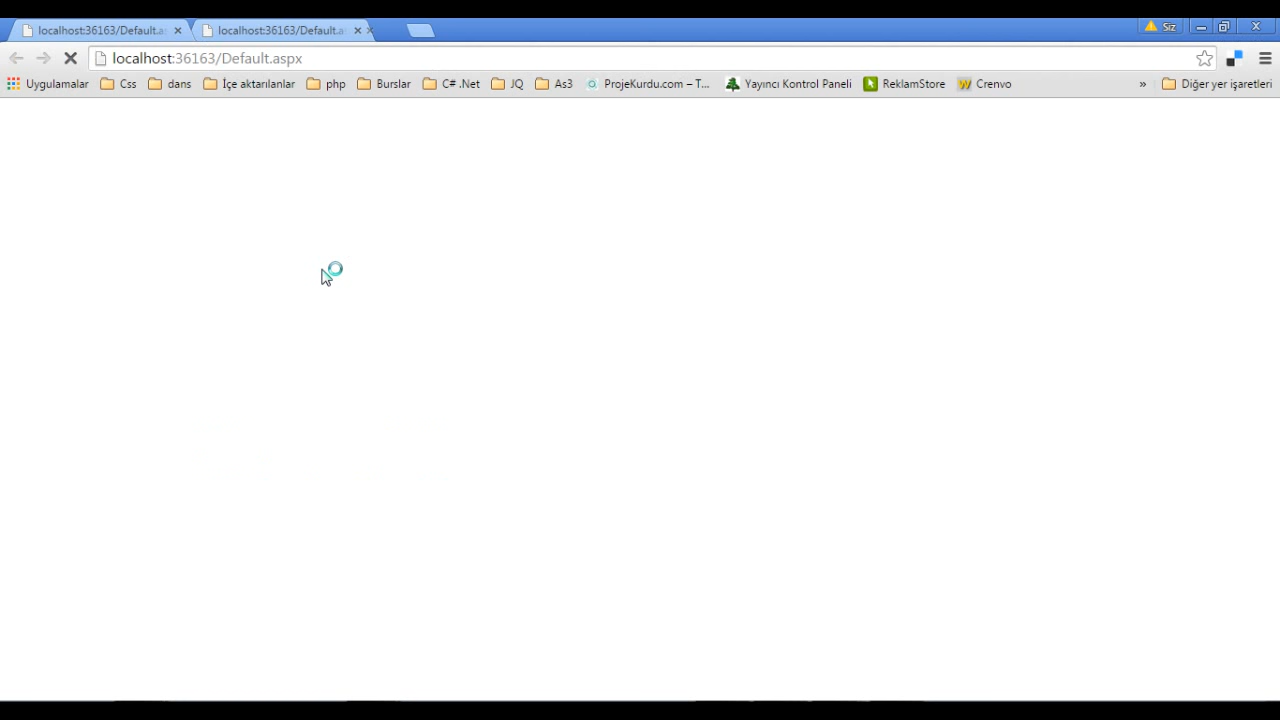 localhost:36163/Default.a
localhost:36163/Default.a
Siz
localhost:36163/Default.aspx
Uygulamalar Css dans İçe aktarılanlar php Burslar C# .Net JQ As3 ProjeKurdu.com – T... Yayıncı Kontrol Paneli ReklamStore Crenvo » Diğer yer işaretleri